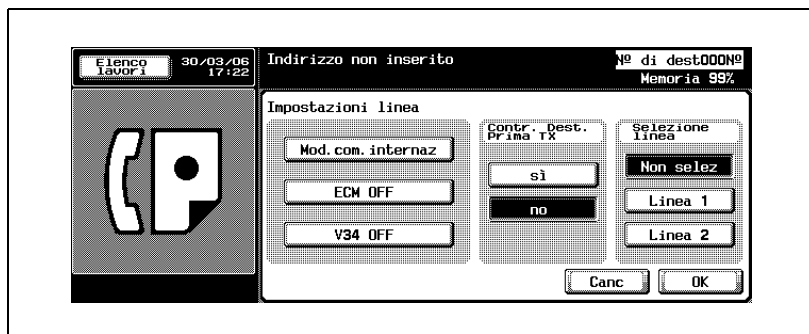 Elenco lavori
30/03/06
17:22
Indirizzo non inserito
Nº di dest000Nº
Memoria 99%
Impostazioni linea
Mod.com.internaz
ECM OFF
V34 OFF
Contr. Dest.
Prima TX
sì
no
Selezione
linea
Non selez
Linea 1
Linea 2
Canc
OK